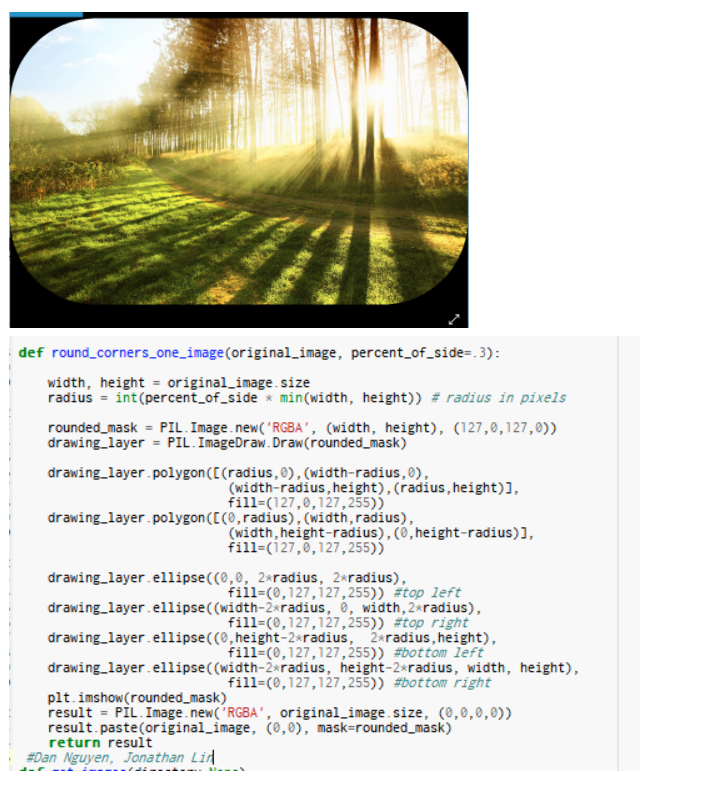 def round_corners_one_image(original_image, percent_of_side=.3):
width, height = original_image.size
radius = int(percent_of_side * min(width, height)) # radius in pixels
rounded_mask = PIL.Image.new('RGBA', (width, height), (127,0,127,0))
drawing_layer = PIL.ImageDraw.Draw(rounded_mask)
drawing_layer.polygon([(radius,0),(width-radius,0),
(width-radius,height),(radius,height)],
fill=(127,0,127,255))
drawing_layer.polygon([(0,radius),(width,radius),
(width,height-radius),(0,height-radius)],
fill=(127,0,127,255))
drawing_layer.ellipse((0,0, 2*radius, 2*radius),
fill=(0,127,127,255)) #top left
drawing_layer.ellipse((width-2*radius, 0, width,2*radius),
fill=(0,127,127,255)) #top right
drawing_layer.ellipse((0,height-2*radius,  2*radius,height),
fill=(0,127,127,255)) #bottom left
drawing_layer.ellipse((width-2*radius, height-2*radius, width, height),
fill=(0,127,127,255)) #bottom right
plt.imshow(rounded_mask)
result = PIL.Image.new('RGBA', original_image.size, (0,0,0,0))
result.paste(original_image, (0,0), mask=rounded_mask)
return result
#Dan Nguyen, Jonathan Lin